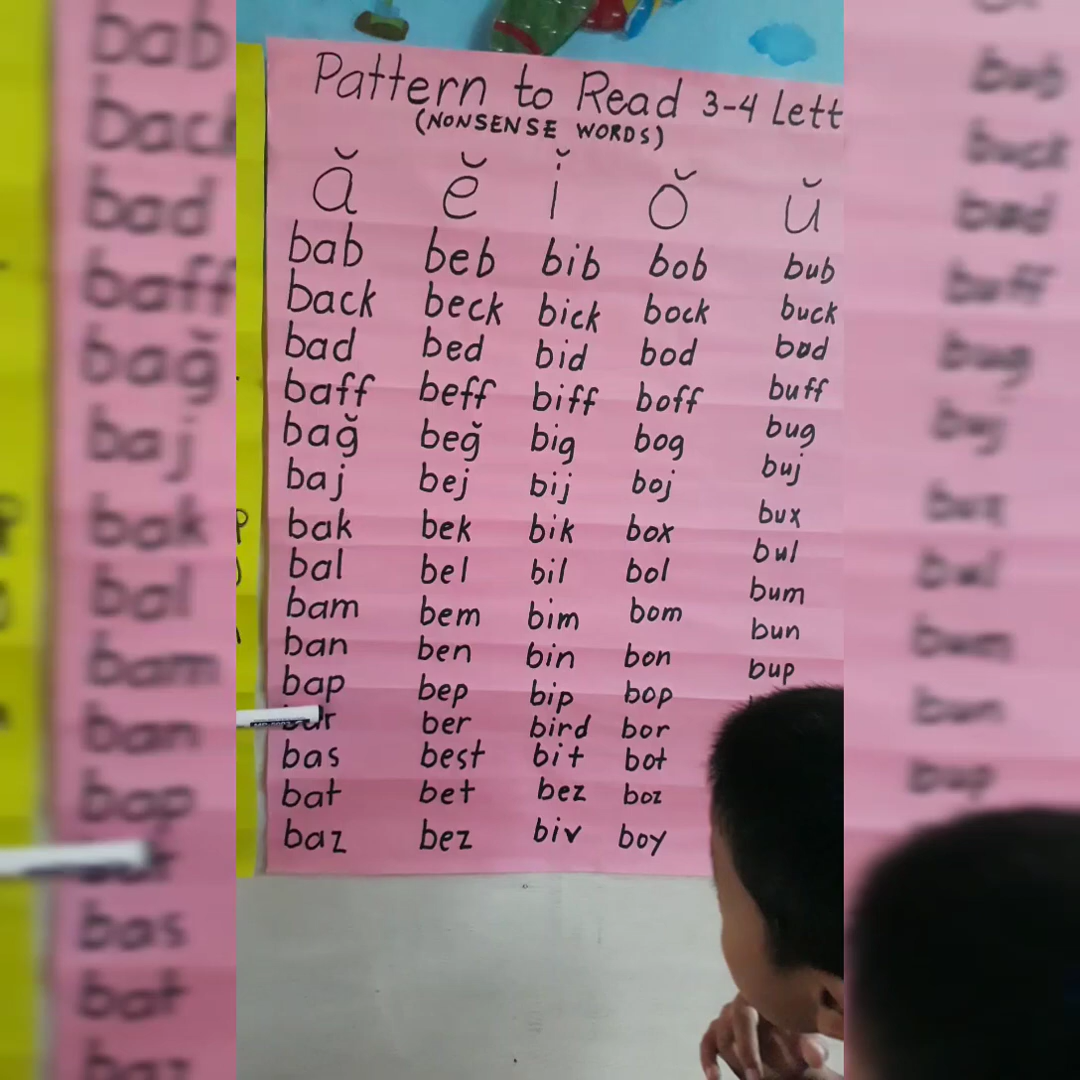 Pattern to Read 3-4 Lett
(NONSENSE WORDS)
ă ĕ ĭ ŏ ŭ
bab beb bib bob bub
back beck bick bock buck
bad bed bid bod bud
baff beff biff boff buff
bağ beğ big bog bug
baj bej bij boj buj
bak bek bik box bux
bal bel bil bol bul
bam bem bim bom bum
ban ben bin bon bun
bap bep bip bop bup
ber bird bor
bas best bit bot
bat bet bez boz
baz bez biv boy